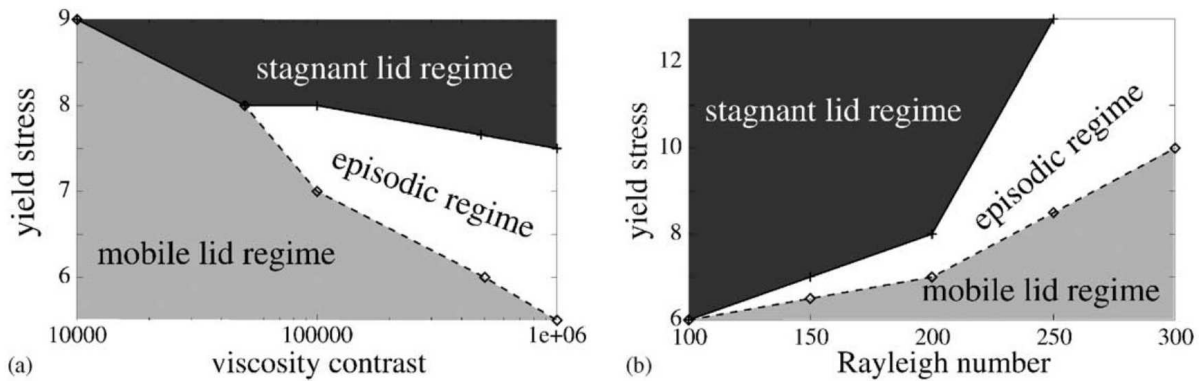 9
8
7
6
yield stress
stagnant lid regime
episodic regime
mobile lid regime
10000
100000
1e+06
(a)
viscosity contrast
12
10
8
6
yield stress
stagnant lid regime
episodic regime
mobile lid regime
100
150
200
250
300
(b)
Rayleigh number